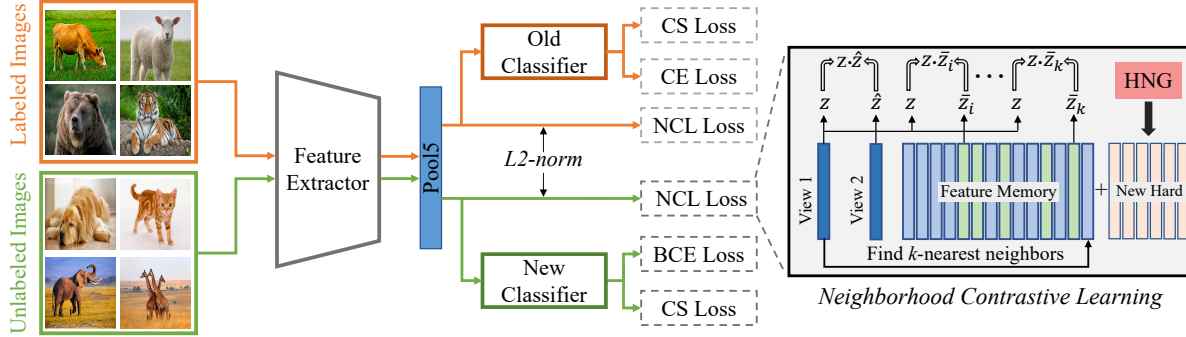 Labeled Images
Unlabeled Images
Feature
Extractor
Pool5
Old
Classifier
CS Loss
CE Loss
NCL Loss
L2-norm
NCL Loss
New
Classifier
BCE Loss
CS Loss
z·ẑ
z·z̄ᵢ
···
z·z̄ₖ
HNG
z
ẑ
z
z̄ᵢ
z
z̄ₖ
View 1
View 2
Feature Memory
+
New Hard
Find k-nearest neighbors
Neighborhood Contrastive Learning